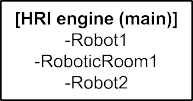 [HRI engine (main)]
-Robot1
-RoboticRoom1
-Robot2